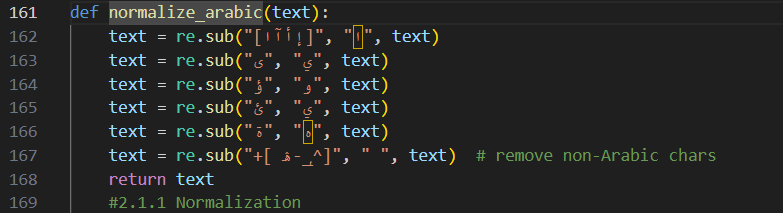 161 def normalize_arabic(text):
162 text = re.sub("[إأآا]", "ا", text)
163 text = re.sub("ى", "ي", text)
164 text = re.sub("ؤ", "و", text)
165 text = re.sub("ئ", "ي", text)
166 text = re.sub("ة", "ه", text)
167 text = re.sub("[^؀-ۿ ]+", " ", text) # remove non-Arabic chars
168 return text
169 #2.1.1 Normalization